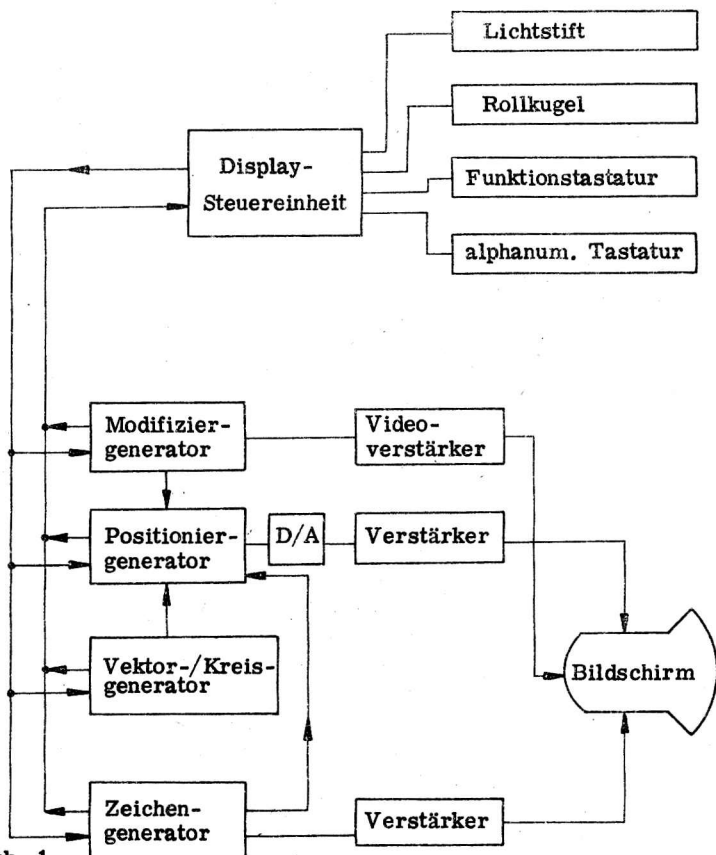 Lichtstift
Rollkugel
Display-
Steuereinheit
Funktionstastatur
alphanum. Tastatur
Modifizier-
generator
Video-
verstärker
Positionier-
generator
D/A
Verstärker
Vektor-/Kreis-
generator
Bildschirm
Zeichen-
generator
Verstärker